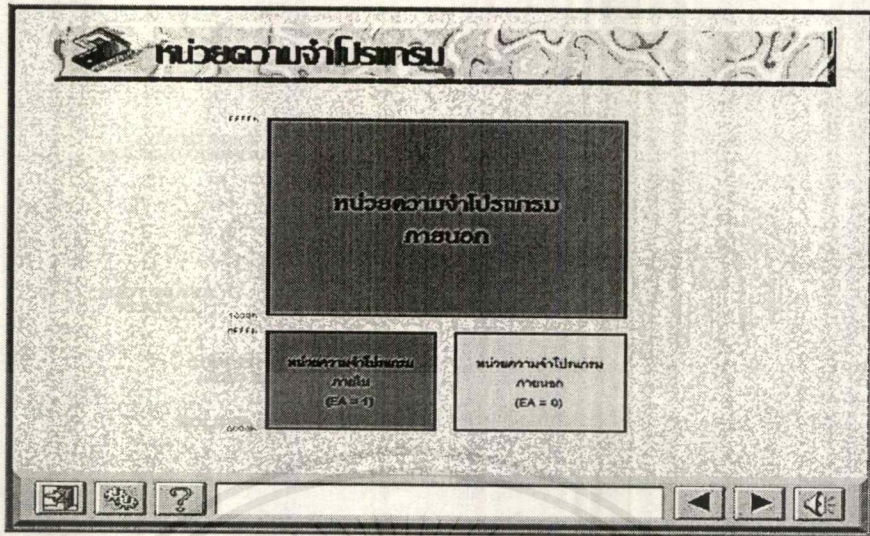 หน่วยความจำโปรแกรม
FFFFh
หน่วยความจำโปรแกรม
ภายนอก
1000h
0FFFFh
หน่วยความจำโปรแกรม
ภายใน
(EA = 1)
หน่วยความจำโปรแกรม
ภายนอก
(EA = 0)
0000h